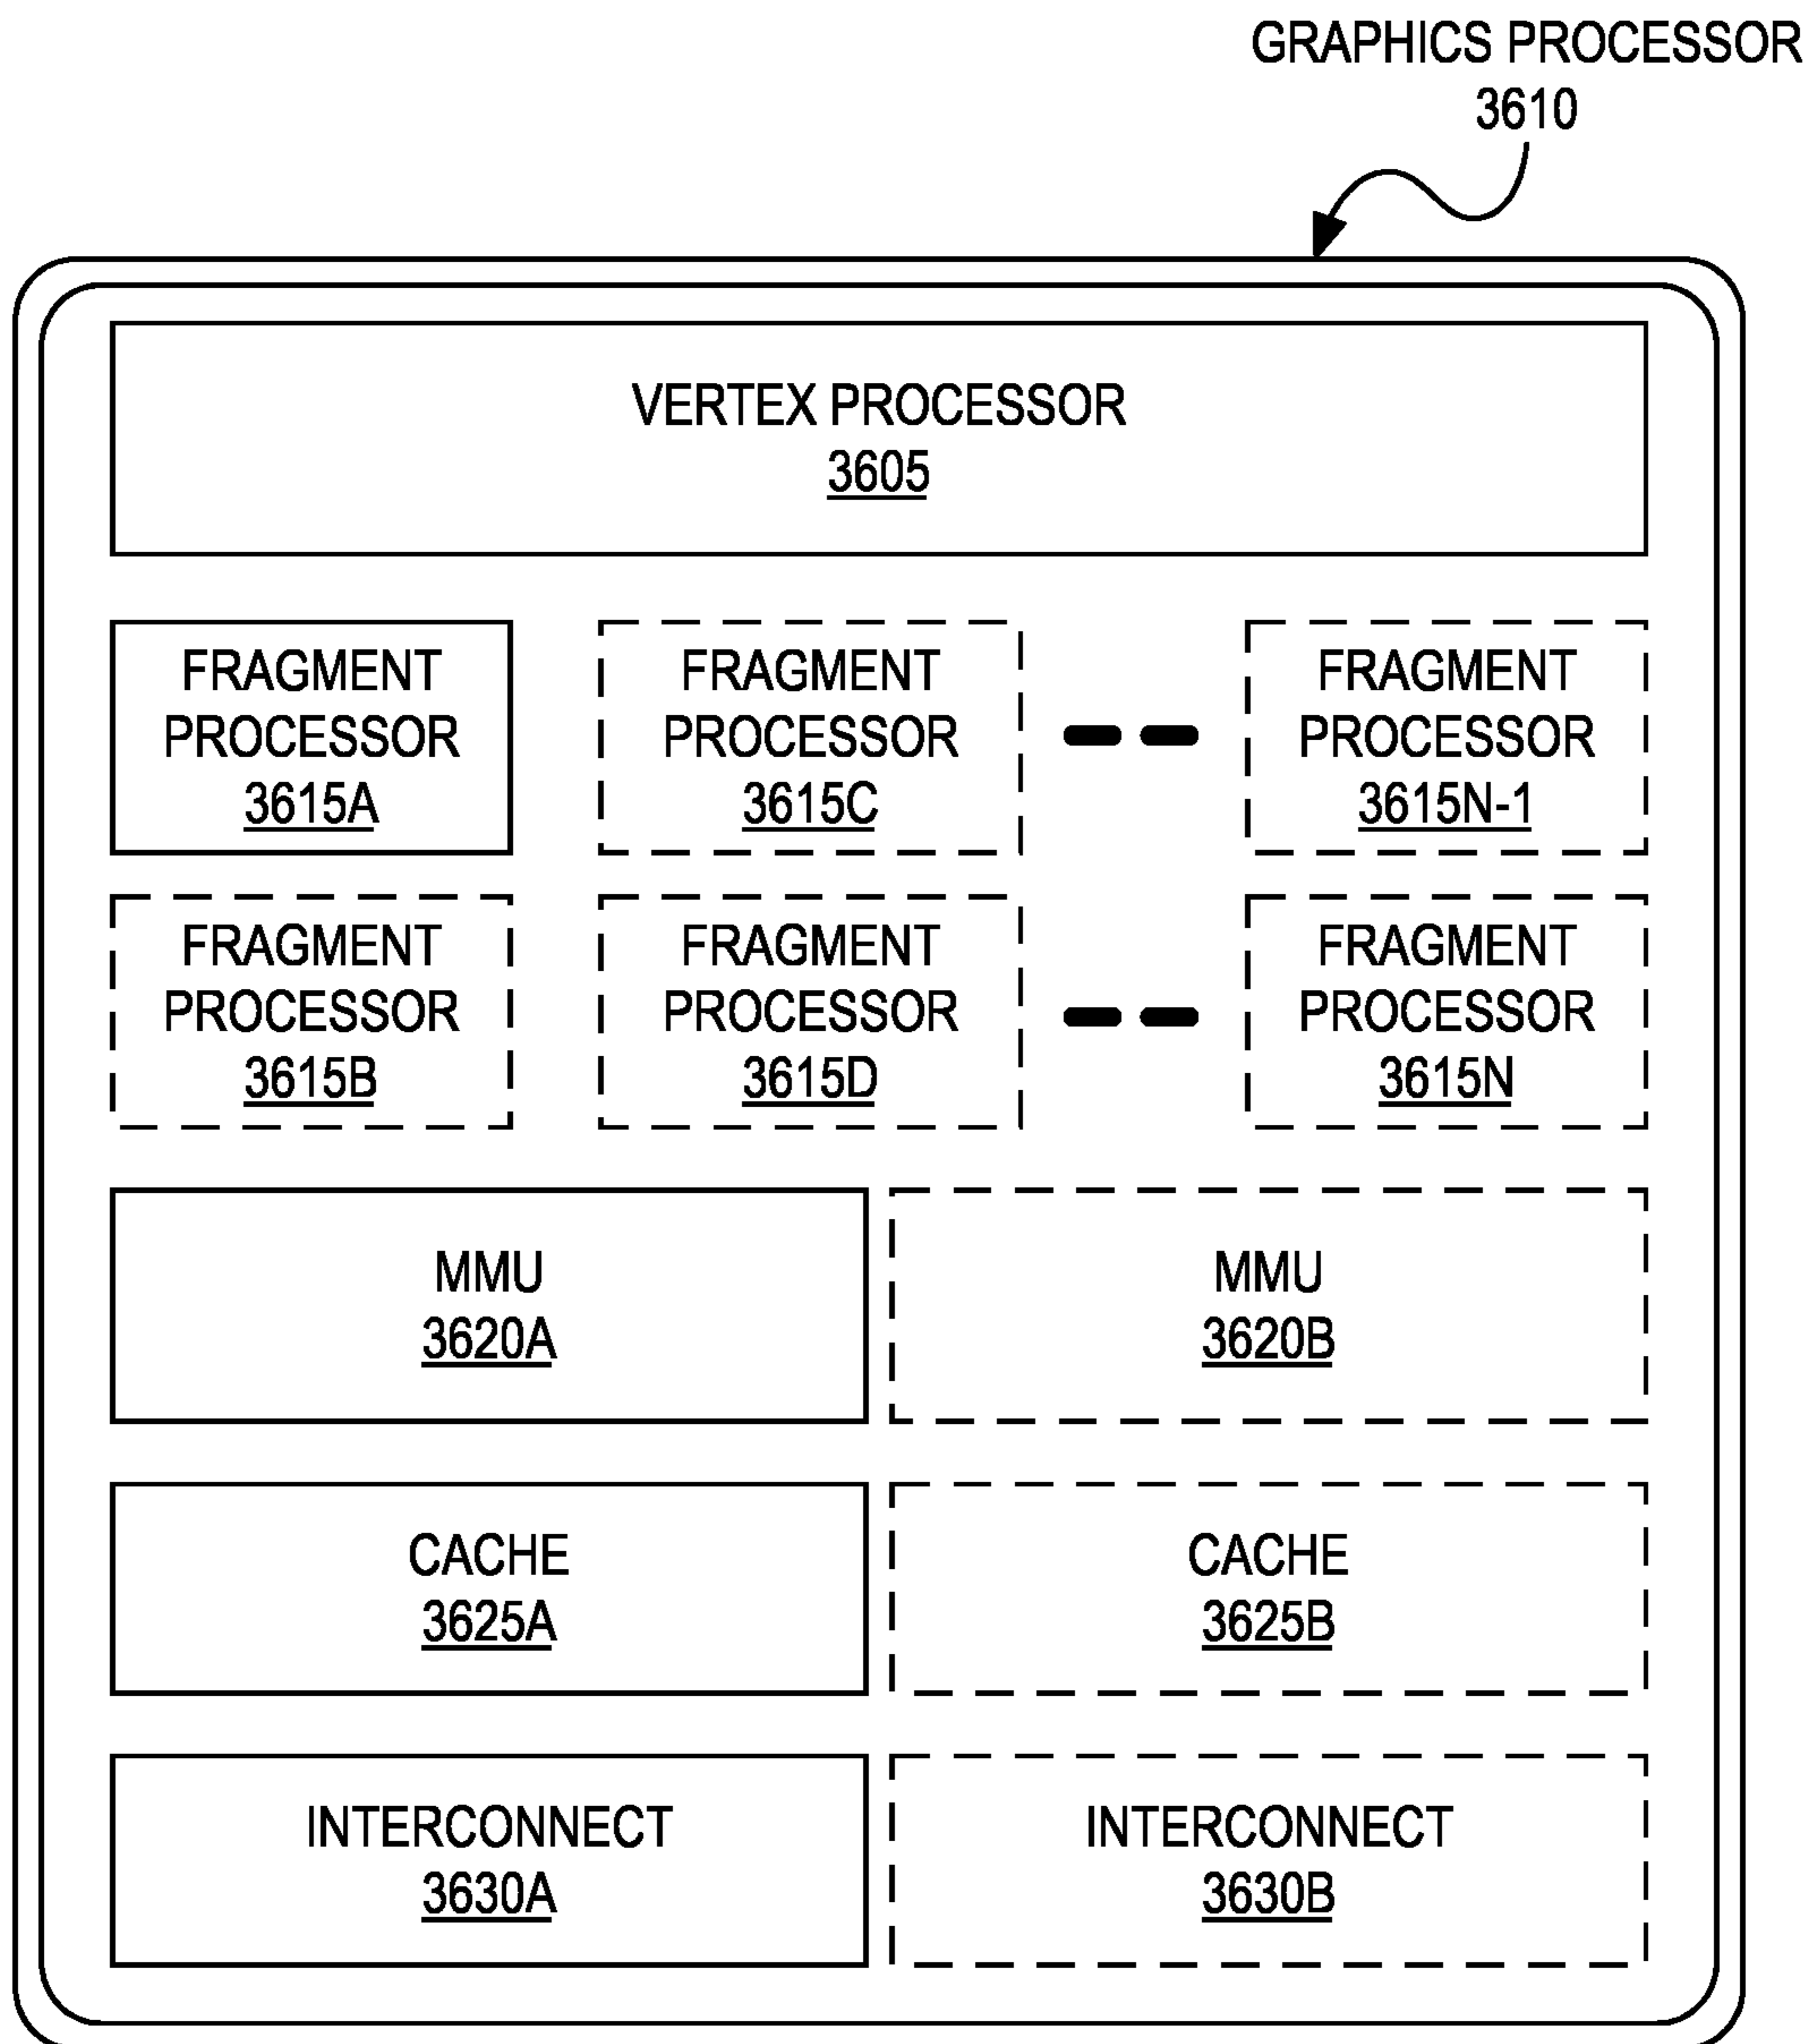 GRAPHICS PROCESSOR
3610
VERTEX PROCESSOR
3605
FRAGMENT
PROCESSOR
3615A
FRAGMENT
PROCESSOR
3615C
FRAGMENT
PROCESSOR
3615N-1
FRAGMENT
PROCESSOR
3615B
FRAGMENT
PROCESSOR
3615D
FRAGMENT
PROCESSOR
3615N
MMU
3620A
MMU
3620B
CACHE
3625A
CACHE
3625B
INTERCONNECT
3630A
INTERCONNECT
3630B